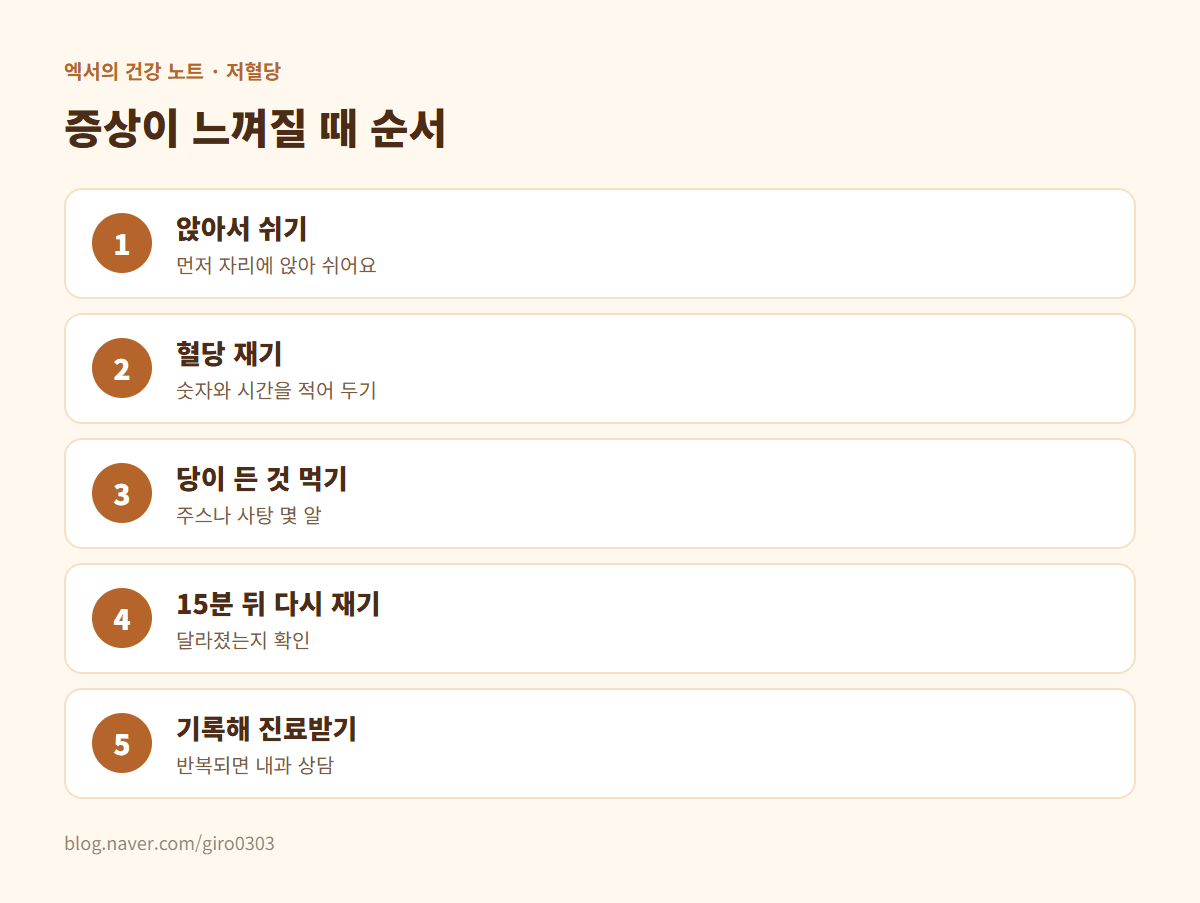 엑서의 건강 노트 · 저혈당
증상이 느껴질 때 순서
1
앉아서 쉬기
먼저 자리에 앉아 쉬어요
2
혈당 재기
숫자와 시간을 적어 두기
3
당이 든 것 먹기
주스나 사탕 몇 알
4
15분 뒤 다시 재기
달라졌는지 확인
5
기록해 진료받기
반복되면 내과 상담
blog.naver.com/giro0303